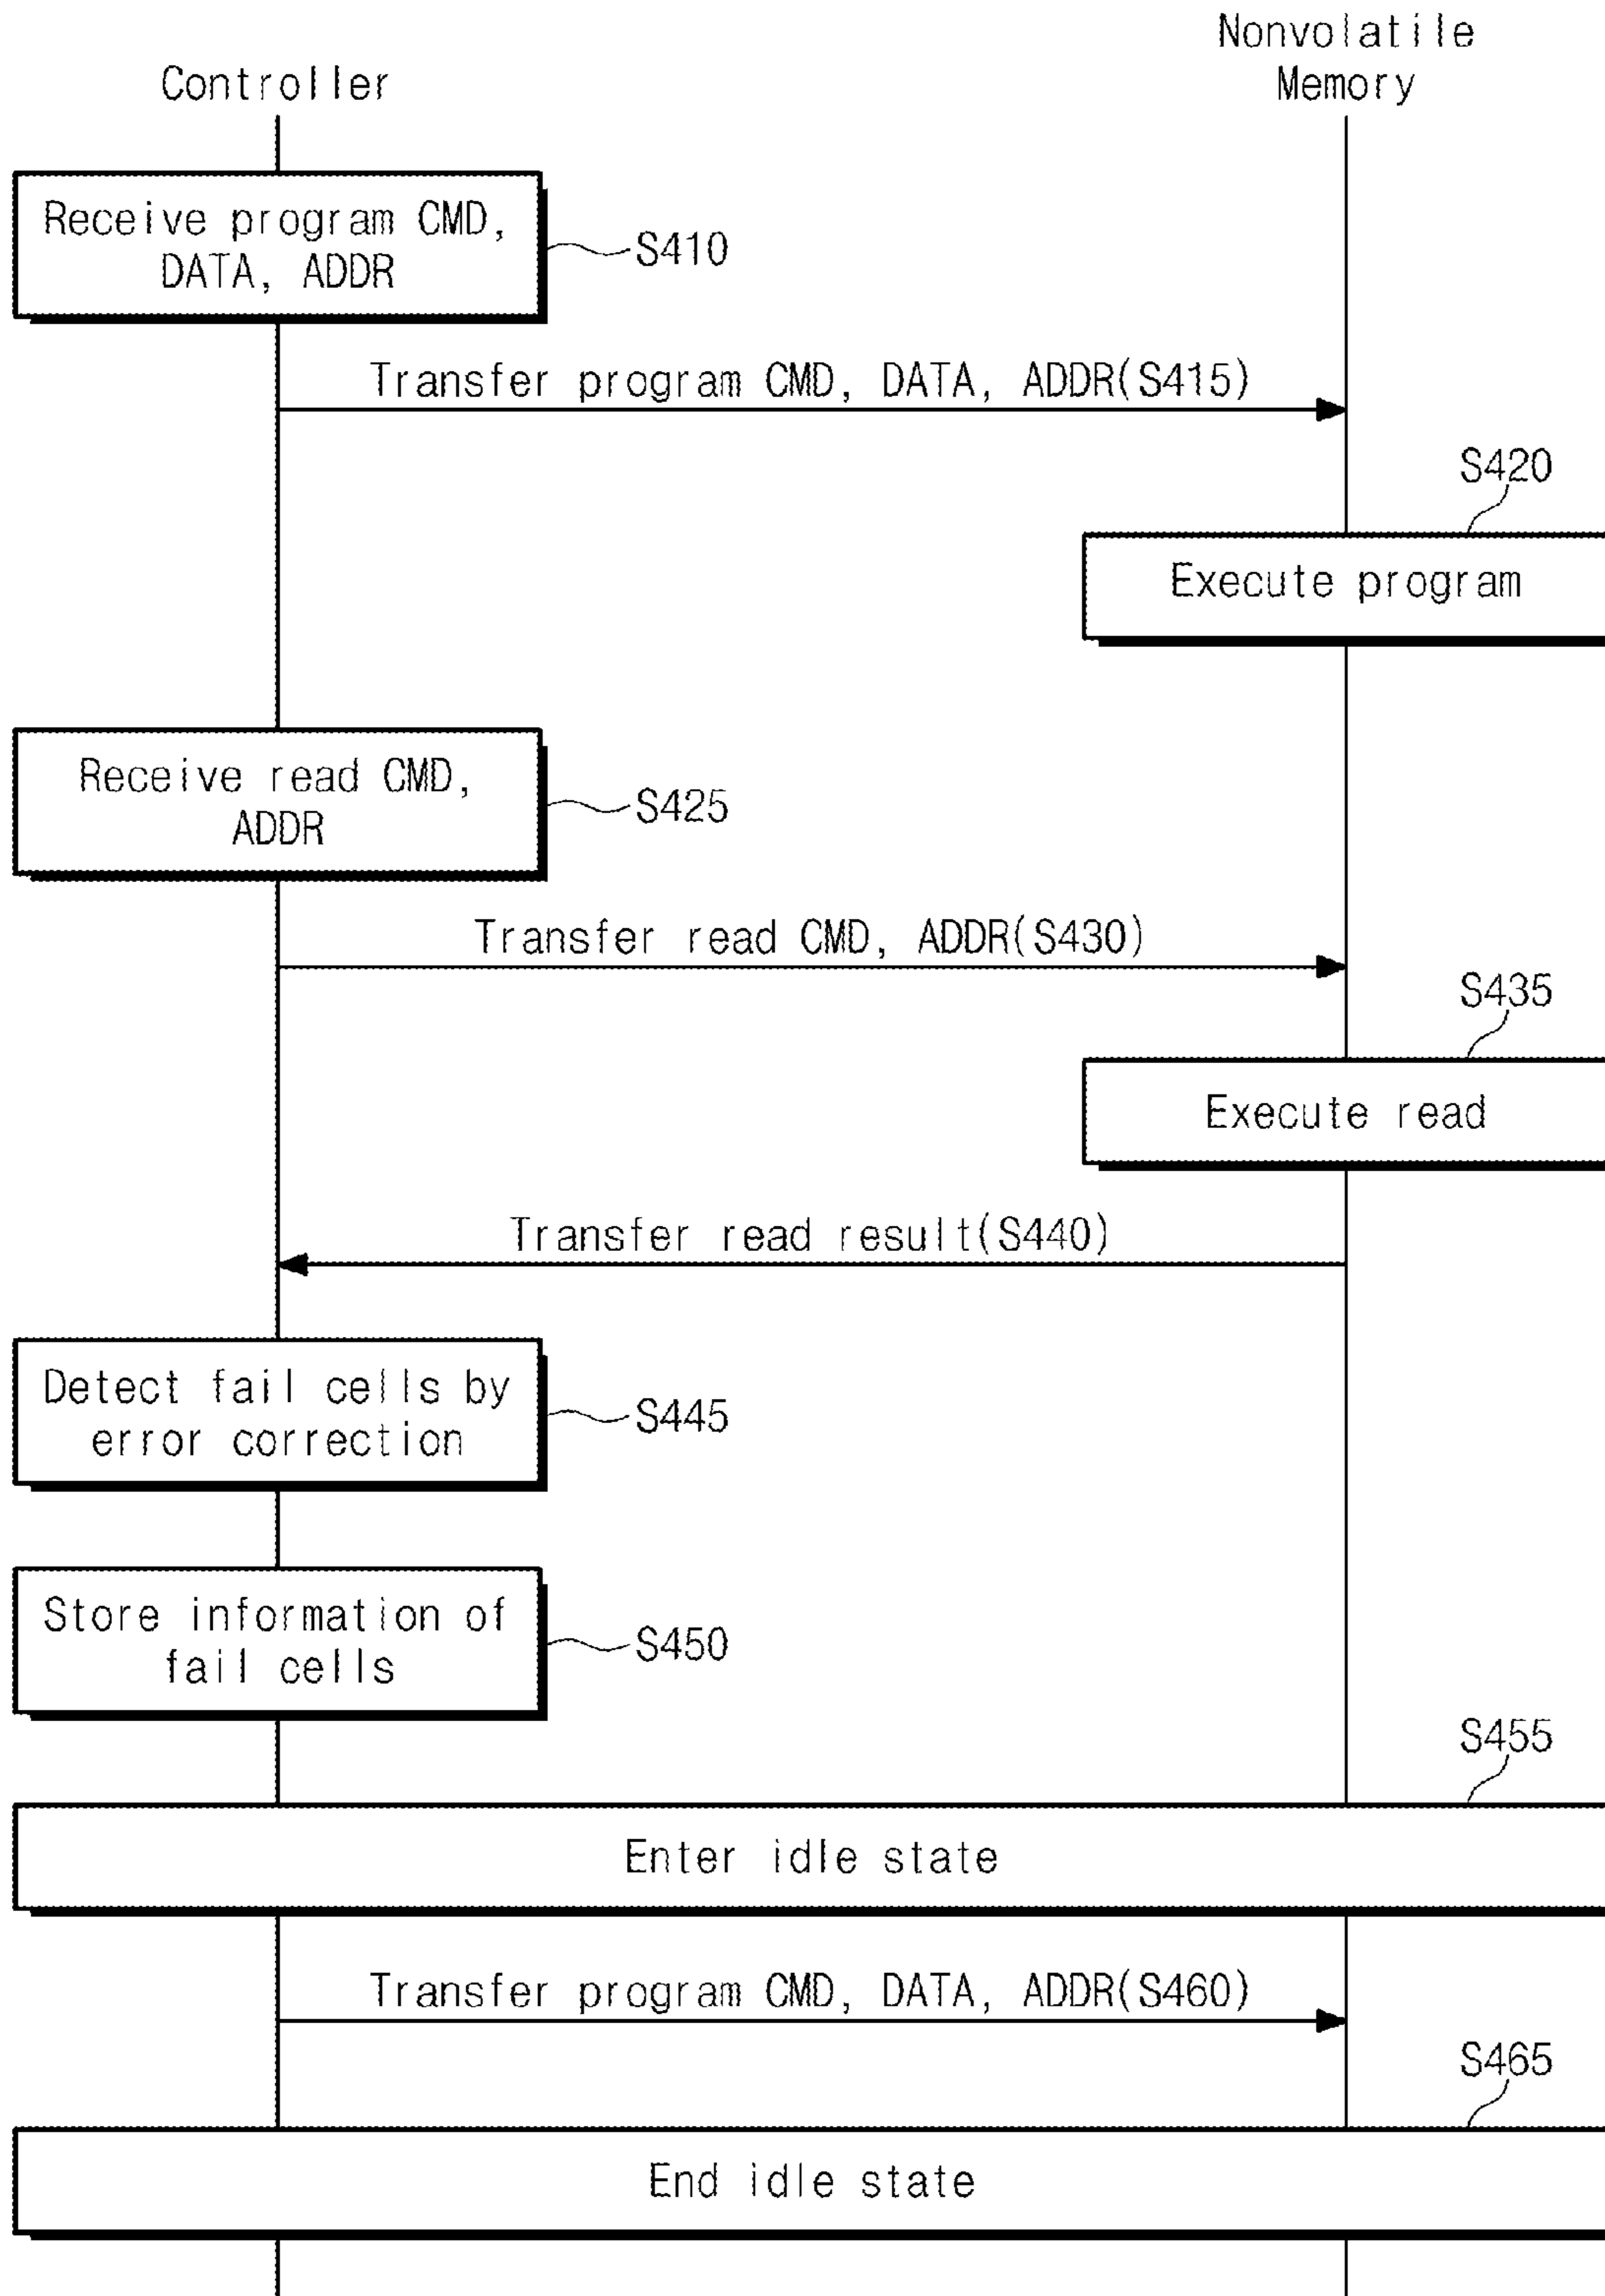 Controller
Nonvolatile
Memory
Receive program CMD,
DATA, ADDR
S410
Transfer program CMD, DATA, ADDR(S415)
S420
Execute program
Receive read CMD,
ADDR
S425
Transfer read CMD, ADDR(S430)
S435
Execute read
Transfer read result(S440)
Detect fail cells by
error correction
S445
Store information of
fail cells
S450
S455
Enter idle state
Transfer program CMD, DATA, ADDR(S460)
S465
End idle state